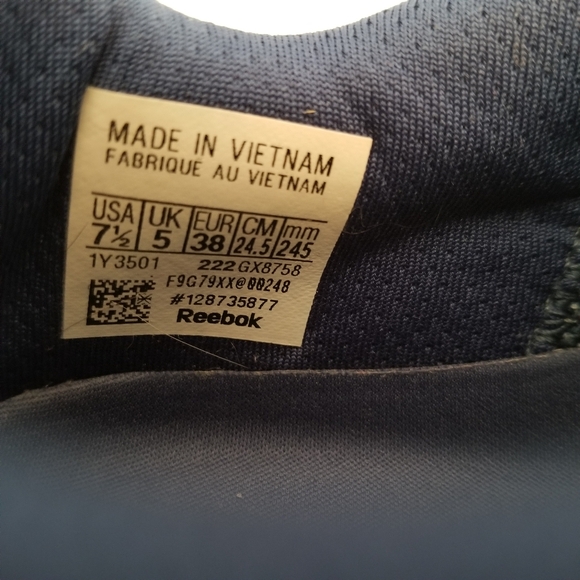 MADE IN VIETNAM
FABRIQUE AU VIETNAM
USA UK EUR CM mm
7½ 5 38 24.5 245
1Y3501 222 GX8758
F9G79XX@00248
#128735877
Reebok